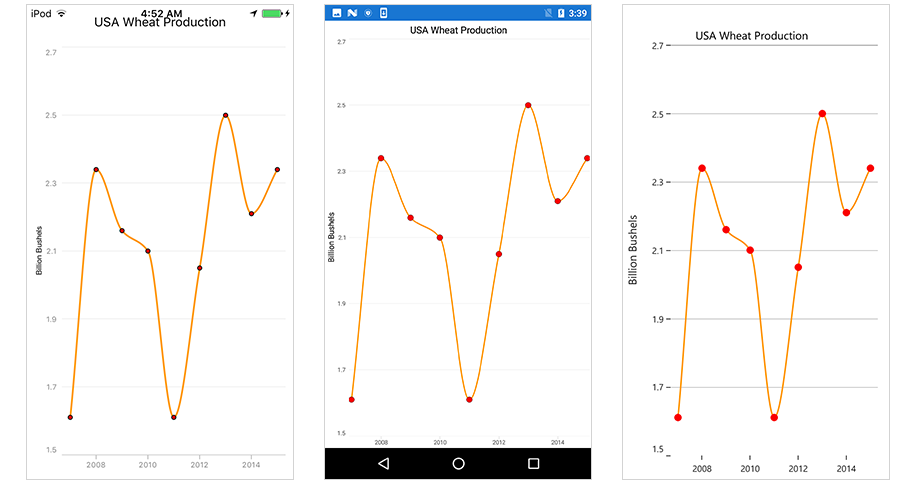 iPod 4:52 AM
USA Wheat Production
2.7
2.5
2.3
2.1
1.9
1.7
1.5
Billion Bushels
2008 2010 2012 2014
3:39
USA Wheat Production
2.7
2.5
2.3
2.1
1.9
1.7
1.5
Billion Bushels
2008 2010 2012 2014
USA Wheat Production
2.7
2.5
2.3
2.1
1.9
1.7
1.5
Billion Bushels
2008 2010 2012 2014